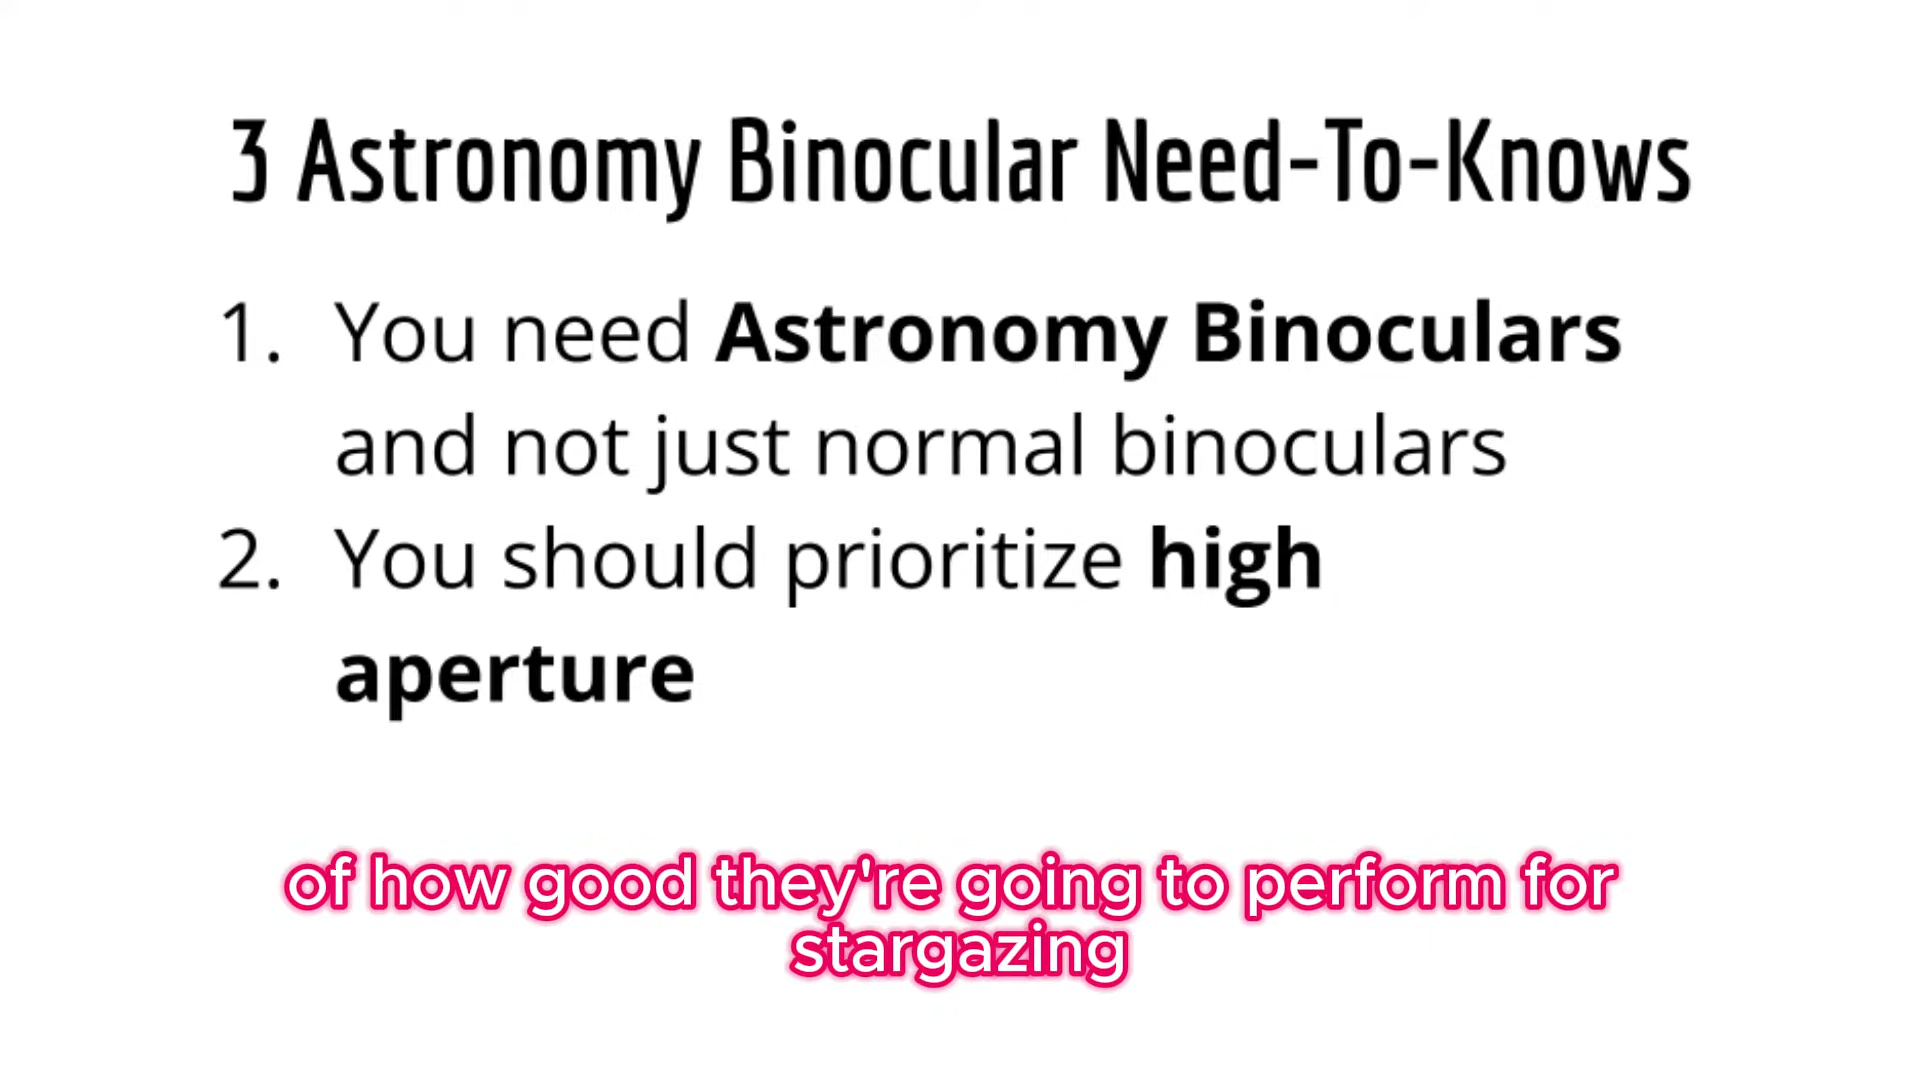 3 Astronomy Binocular Need-To-Knows
1. You need Astronomy Binoculars
and not just normal binoculars
2. You should prioritize high
aperture
of how good they're going to perform for
stargazing